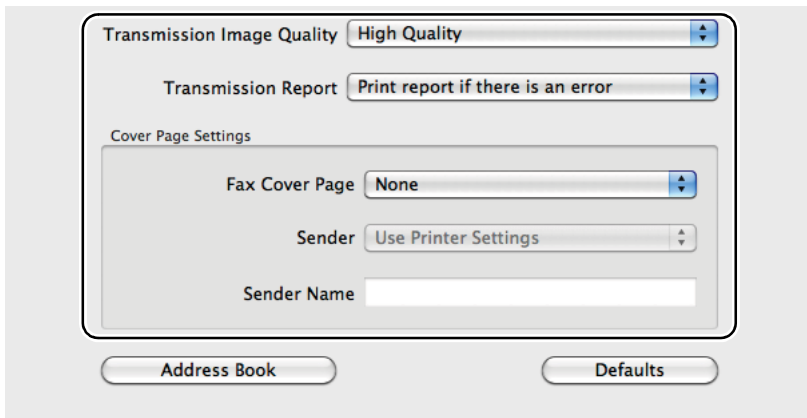 Transmission Image Quality High Quality
Transmission Report Print report if there is an error
Cover Page Settings
Fax Cover Page None
Sender Use Printer Settings
Sender Name
Address Book Defaults